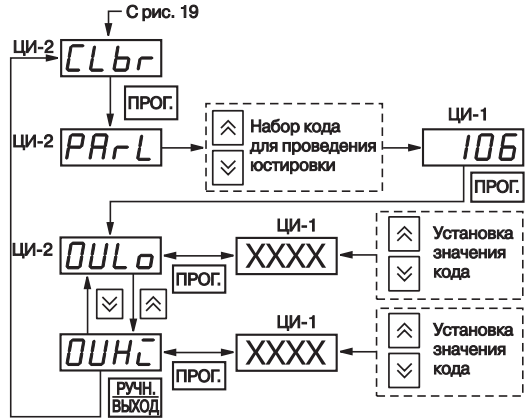 С рис. 19
ЦИ-2
CLbr
ПРОГ.
ЦИ-2
PArL
Набор кода
для проведения
юстировки
ЦИ-1
106
ПРОГ.
ЦИ-2
OULo
ПРОГ.
ЦИ-1
XXXX
Установка
значения
кода
OUHi
ПРОГ.
ЦИ-1
XXXX
Установка
значения
кода
РУЧН.
ВЫХОД